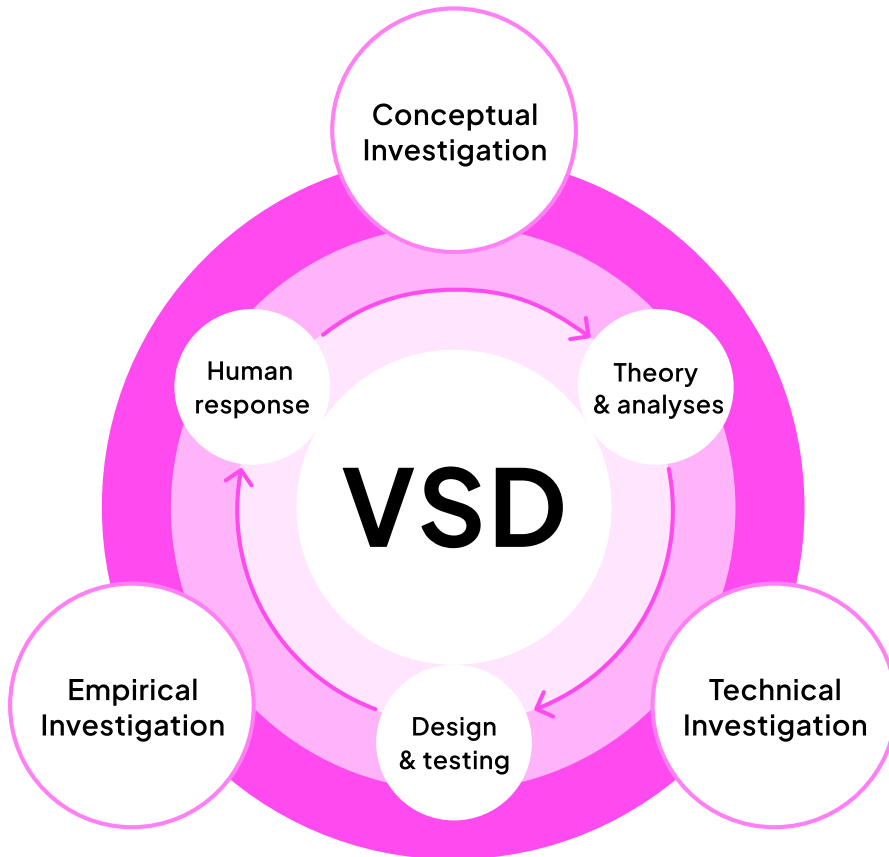 Conceptual
Investigation
Human
response
Theory
& analyses
VSD
Empirical
Investigation
Technical
Investigation
Design
& testing